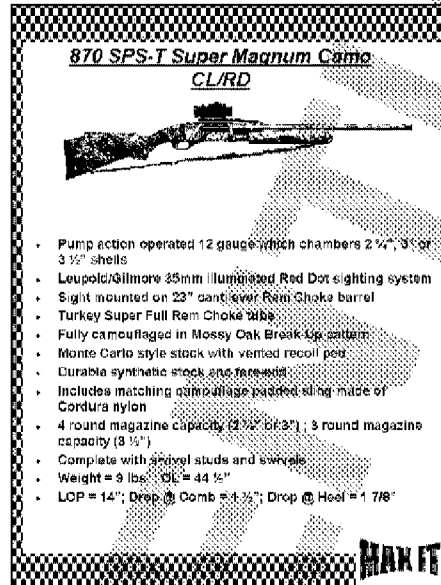 870 SPS-T Super Magnum Camo
CL/RD
• Pump action operated 12 gauge which chambers 2 ¾", 3" or
3 ½" shells
• Leupold/Gilmore 35mm illuminated Red Dot sighting system
• Sight mounted on 23" cantilever Rem Choke barrel
• Turkey Super Full Rem Choke tube
• Fully camouflaged in Mossy Oak Break-Up pattern
• Monte Carlo style stock with vented recoil pad
• Durable synthetic stock and fore-end
• Includes matching camouflage padded sling made of
Cordura nylon
• 4 round magazine capacity (2 ¾" or 3") ; 3 round magazine
capacity (3 ½")
• Complete with swivel studs and swivels
• Weight = 9 lbs ; OL = 44 ½"
• LOP = 14"; Drop @ Comb = 1 ½"; Drop @ Heel = 1 7/8"